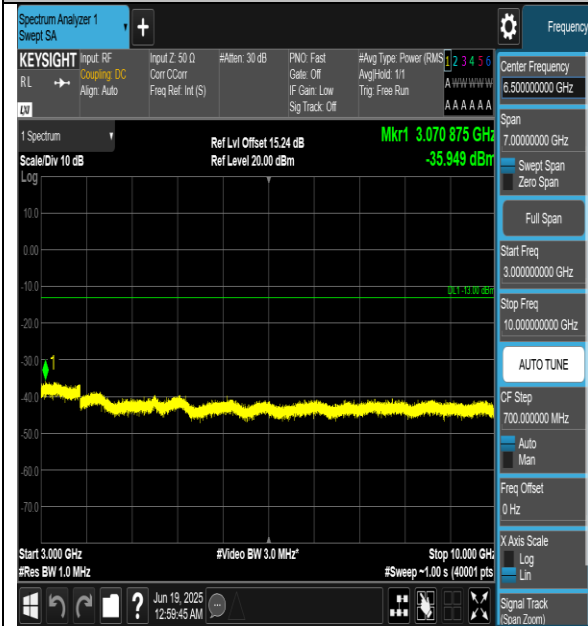 Spectrum Analyzer 1
Swept SA
Frequency
KEYSIGHT
RL
LXI
Input: RF
Coupling: DC
Align: Auto
Input Z: 50 Ω
Corr CCorr
Freq Ref: Int (S)
#Atten: 30 dB
PNO: Fast
Gate: Off
IF Gain: Low
Sig Track: Off
#Avg Type: Power (RMS
Avg|Hold: 1/1
Trig: Free Run
1 2 3 4 5 6
A W W W W W
A A A A A A
1 Spectrum
Scale/Div 10 dB
Log
Ref Lvl Offset 15.24 dB
Ref Level 20.00 dBm
Mkr1 3.070 875 GHz
-35.949 dBm
10.0
0.00
-10.0
DL1 -13.00 dBm
-20.0
-30.0
1
-40.0
-50.0
-60.0
-70.0
Start 3.000 GHz
#Video BW 3.0 MHz*
Stop 10.000 GHz
#Res BW 1.0 MHz
#Sweep ~1.00 s (40001 pts
Jun 19, 2025
12:59:45 AM
Center Frequency
6.500000000 GHz
Span
7.00000000 GHz
Swept Span
Zero Span
Full Span
Start Freq
3.000000000 GHz
Stop Freq
10.000000000 GHz
AUTO TUNE
CF Step
700.000000 MHz
Auto
Man
Freq Offset
0 Hz
X Axis Scale
Log
Lin
Signal Track
(Span Zoom)